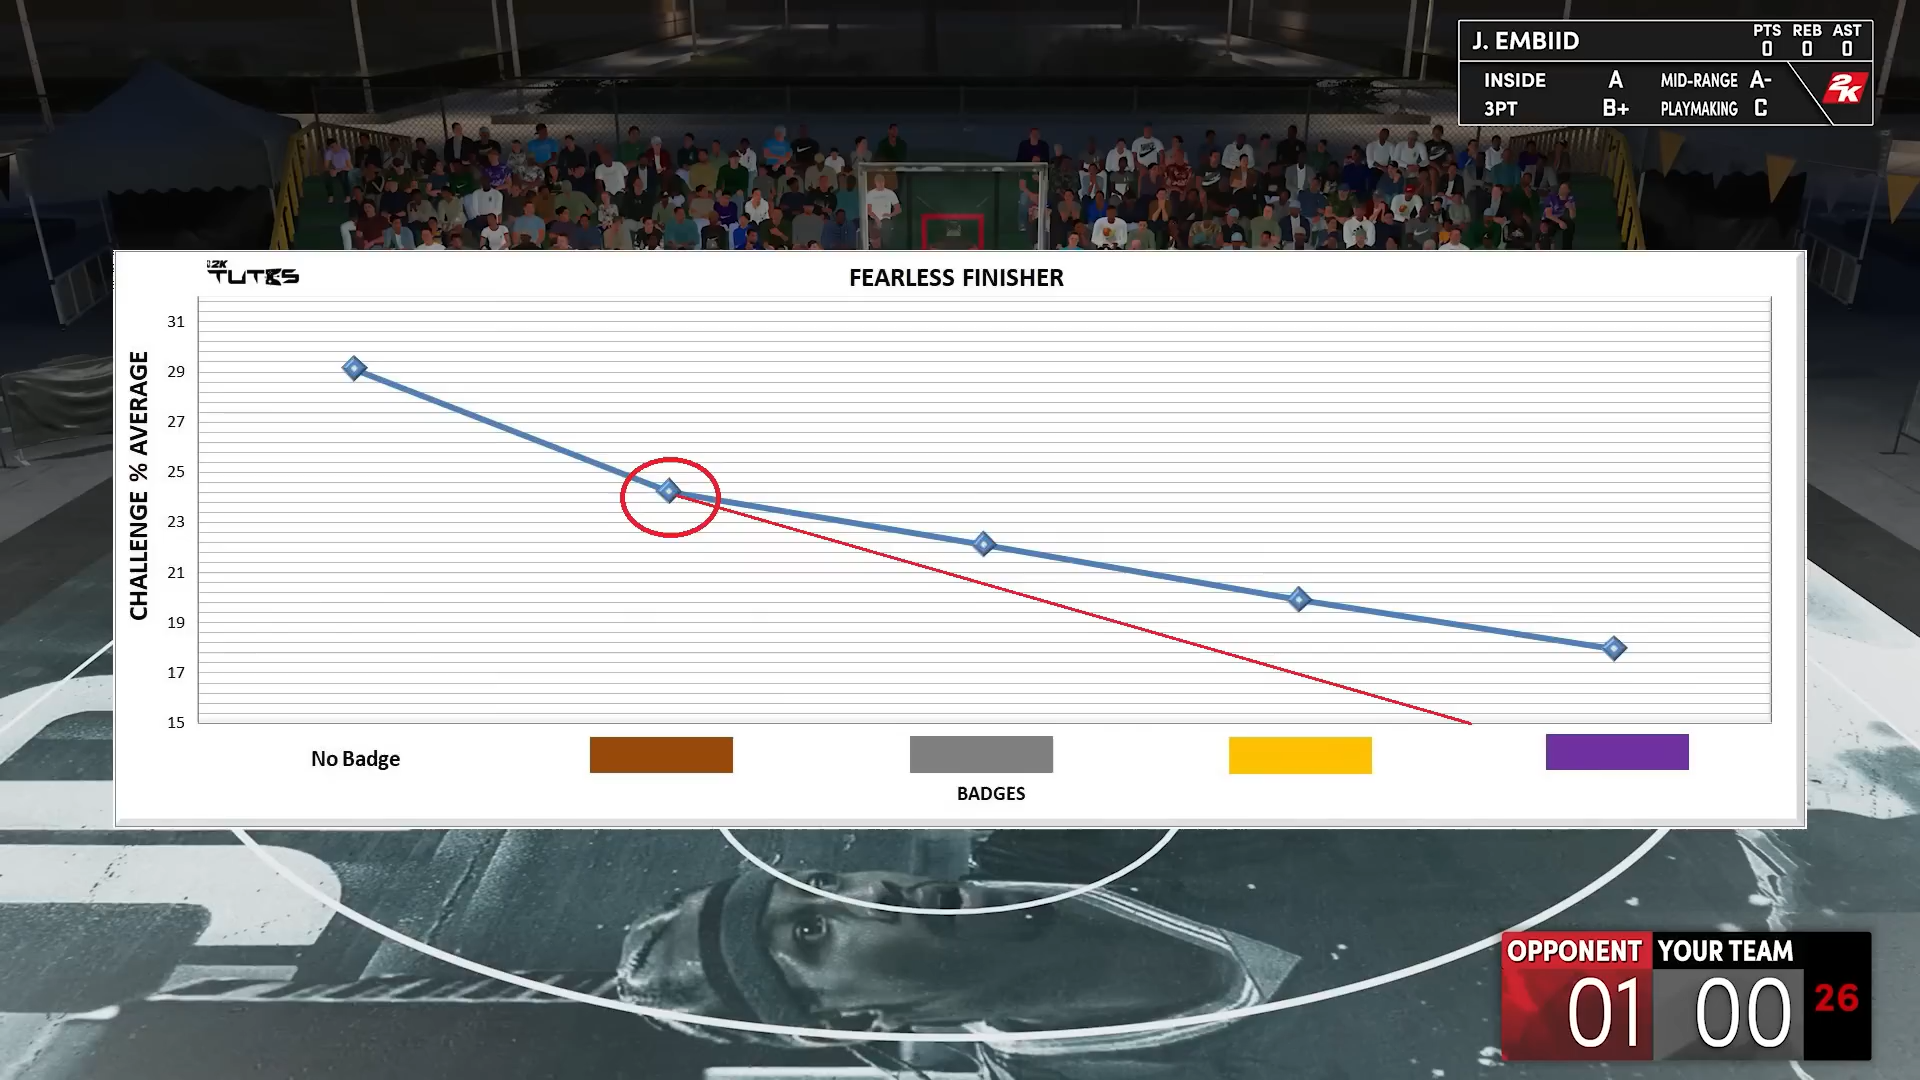 J. EMBIID
PTS REB AST
0 0 0
INSIDE A MID-RANGE A-
3PT B+ PLAYMAKING C
2K
2K
TUTES
FEARLESS FINISHER
CHALLENGE % AVERAGE
31
29
27
25
23
21
19
17
15
No Badge
BADGES
OPPONENT YOUR TEAM
01 00 26